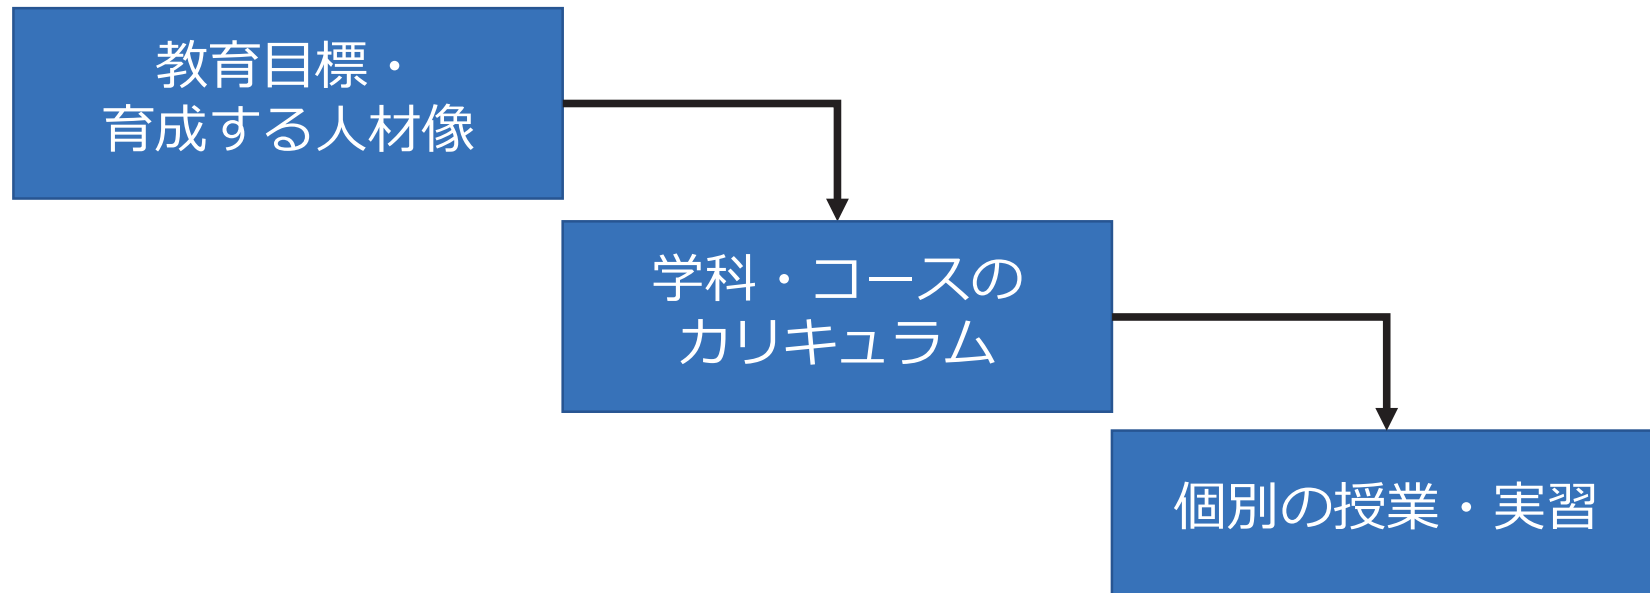 教育目標・
育成する人材像
学科・コースの
カリキュラム
個別の授業・実習